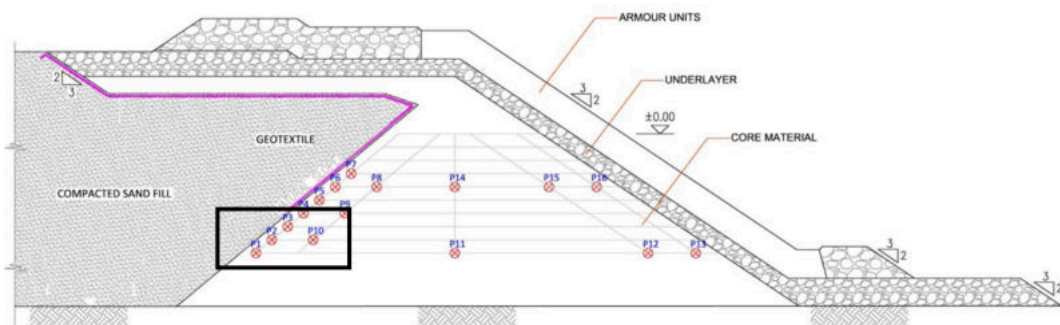 ARMOUR UNITS
2
3
UNDERLAYER
3
2
±0.00
GEOTEXTILE
CORE MATERIAL
COMPACTED SAND FILL
P7
P6
P8
P14
P15
P16
P5
P4
P9
P3
P2
P10
P1
P11
P12
P13
3
2
3
2